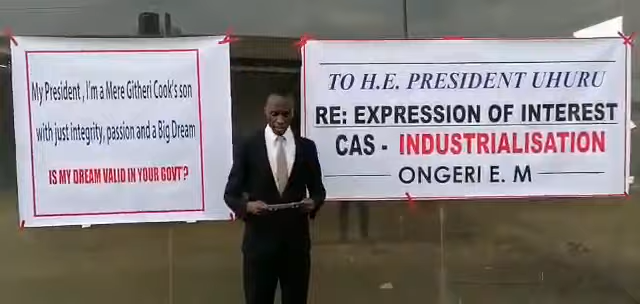 My President , I'm a Mere Githeri Cook's son
with just integrity, passion and a Big Dream
IS MY DREAM VALID IN YOUR GOVT?
TO H.E. PRESIDENT UHURU
RE: EXPRESSION OF INTEREST
CAS - INDUSTRIALISATION
ONGERI E. M